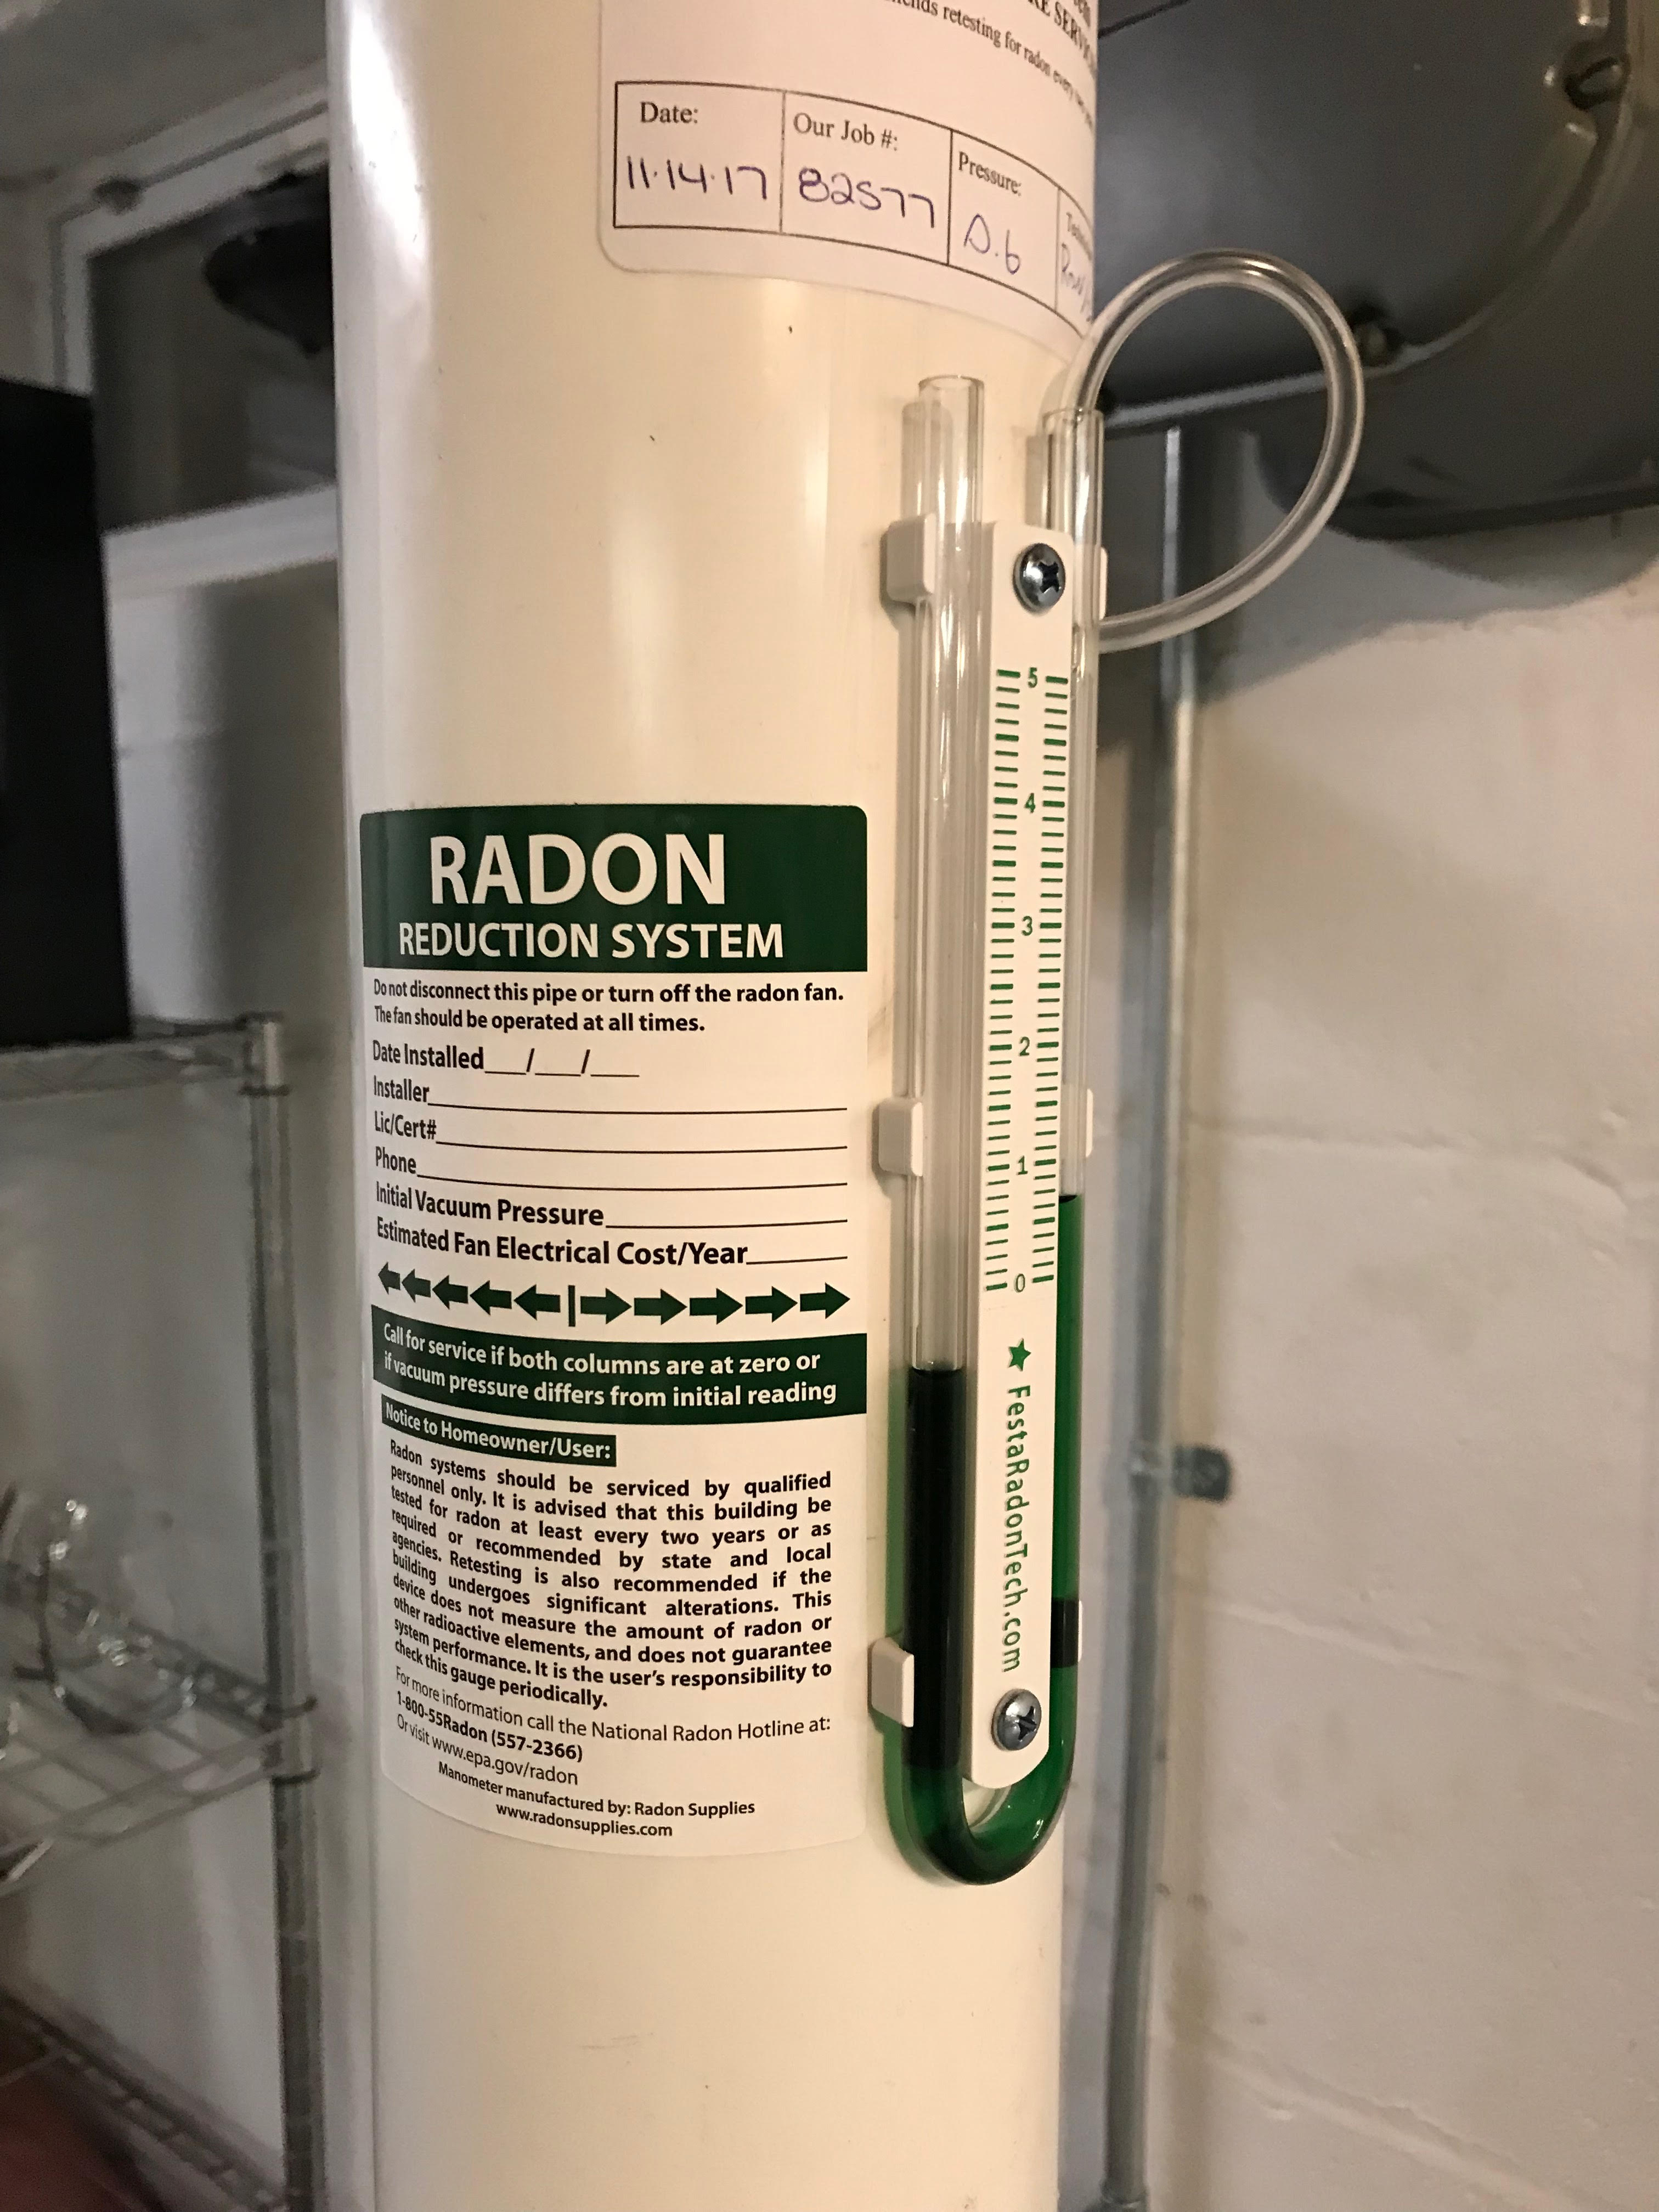 RE SERVI
retesting for radon every
Date:
11·14·17
Our Job #:
82577
Pressure:
0.6
5
4
3
2
1
0
FestaRadonTech.com
RADON
REDUCTION SYSTEM
Do not disconnect this pipe or turn off the radon fan.
The fan should be operated at all times.
Date Installed___/___/___
Installer
Lic/Cert#
Phone
Initial Vacuum Pressure
Estimated Fan Electrical Cost/Year
Call for service if both columns are at zero or
if vacuum pressure differs from initial reading
Notice to Homeowner/User:
Radon systems should be serviced by qualified
personnel only. It is advised that this building be
tested for radon at least every two years or as
required or recommended by state and local
agencies. Retesting is also recommended if the
building undergoes significant alterations. This
device does not measure the amount of radon or
other radioactive elements, and does not guarantee
system performance. It is the user's responsibility to
check this gauge periodically.
For more information call the National Radon Hotline at:
1-800-55Radon (557-2366)
Or visit www.epa.gov/radon
Manometer manufactured by: Radon Supplies
www.radonsupplies.com